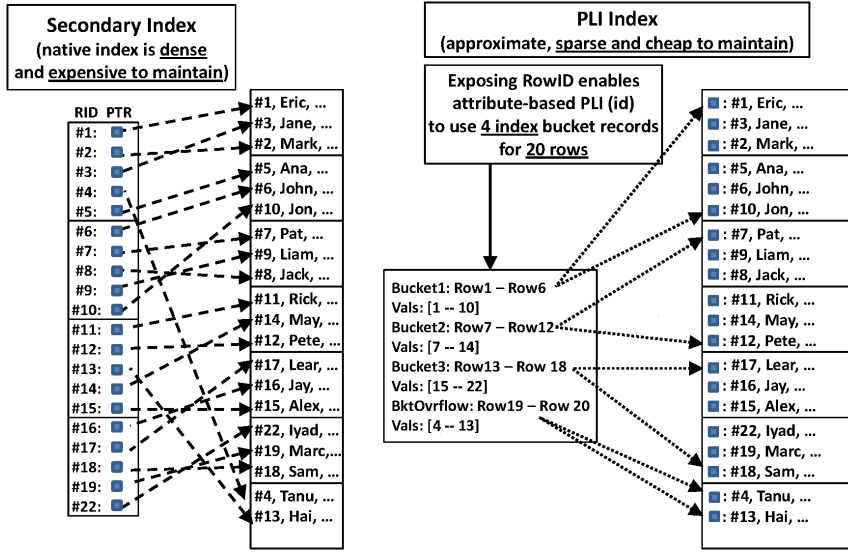 Secondary Index
(native index is dense
and expensive to maintain)
RID PTR
#1:
#2:
#3:
#4:
#5:
#6:
#7:
#8:
#9:
#10:
#11:
#12:
#13:
#14:
#15:
#16:
#17:
#18:
#19:
#22:
#1, Eric, ...
#3, Jane, ...
#2, Mark, ...
#5, Ana, ...
#6, John, ...
#10, Jon, ...
#7, Pat, ...
#9, Liam, ...
#8, Jack, ...
#11, Rick, ...
#14, May, ...
#12, Pete, ...
#17, Lear, ...
#16, Jay, ...
#15, Alex, ...
#22, Iyad, ...
#19, Marc,...
#18, Sam, ...
#4, Tanu, ...
#13, Hai, ...
PLI Index
(approximate, sparse and cheap to maintain)
Exposing RowID enables
attribute-based PLI (id)
to use 4 index bucket records
for 20 rows
Bucket1: Row1 – Row6
Vals: [1 -- 10]
Bucket2: Row7 – Row12
Vals: [7 -- 14]
Bucket3: Row13 – Row 18
Vals: [15 -- 22]
BktOvrflow: Row19 – Row 20
Vals: [4 -- 13]
: #1, Eric, ...
: #3, Jane, ...
: #2, Mark, ...
: #5, Ana, ...
: #6, John, ...
: #10, Jon, ...
: #7, Pat, ...
: #9, Liam, ...
: #8, Jack, ...
: #11, Rick, ...
: #14, May, ...
: #12, Pete, ...
: #17, Lear, ...
: #16, Jay, ...
: #15, Alex, ...
: #22, Iyad, ...
: #19, Marc, ...
: #18, Sam, ...
: #4, Tanu, ...
: #13, Hai, ...